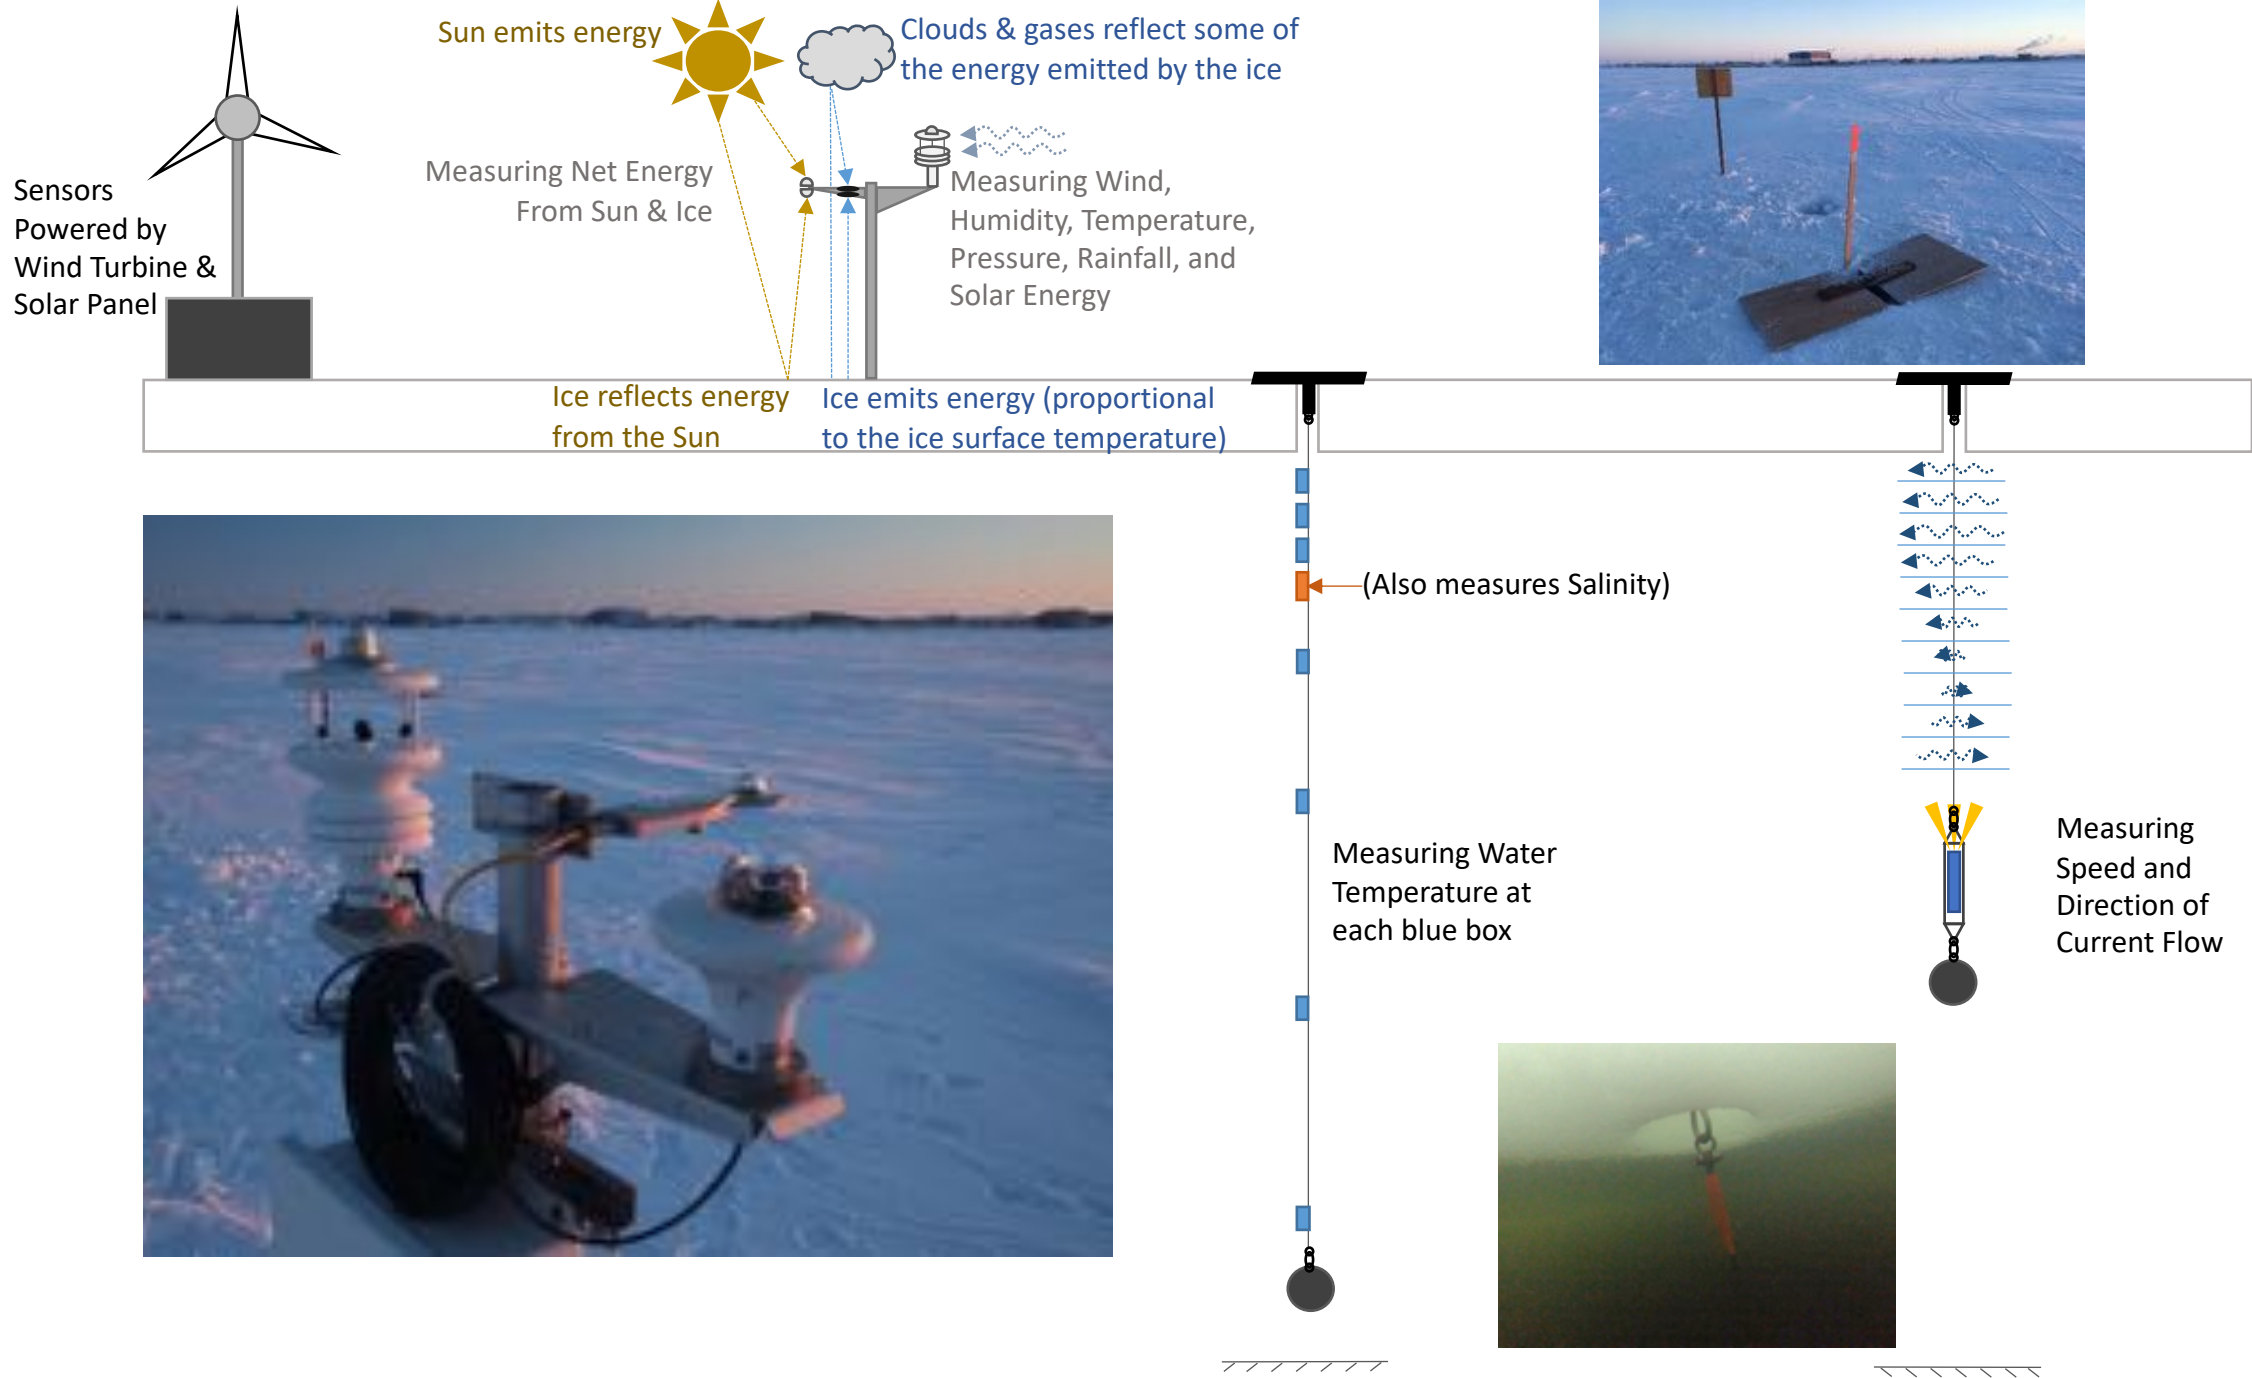 Sun emits energy
Clouds & gases reflect some of
the energy emitted by the ice
Sensors
Powered by
Wind Turbine &
Solar Panel
Measuring Net Energy
From Sun & Ice
Measuring Wind,
Humidity, Temperature,
Pressure, Rainfall, and
Solar Energy
Ice reflects energy
from the Sun
Ice emits energy (proportional
to the ice surface temperature)
(Also measures Salinity)
Measuring Water
Temperature at
each blue box
Measuring
Speed and
Direction of
Current Flow